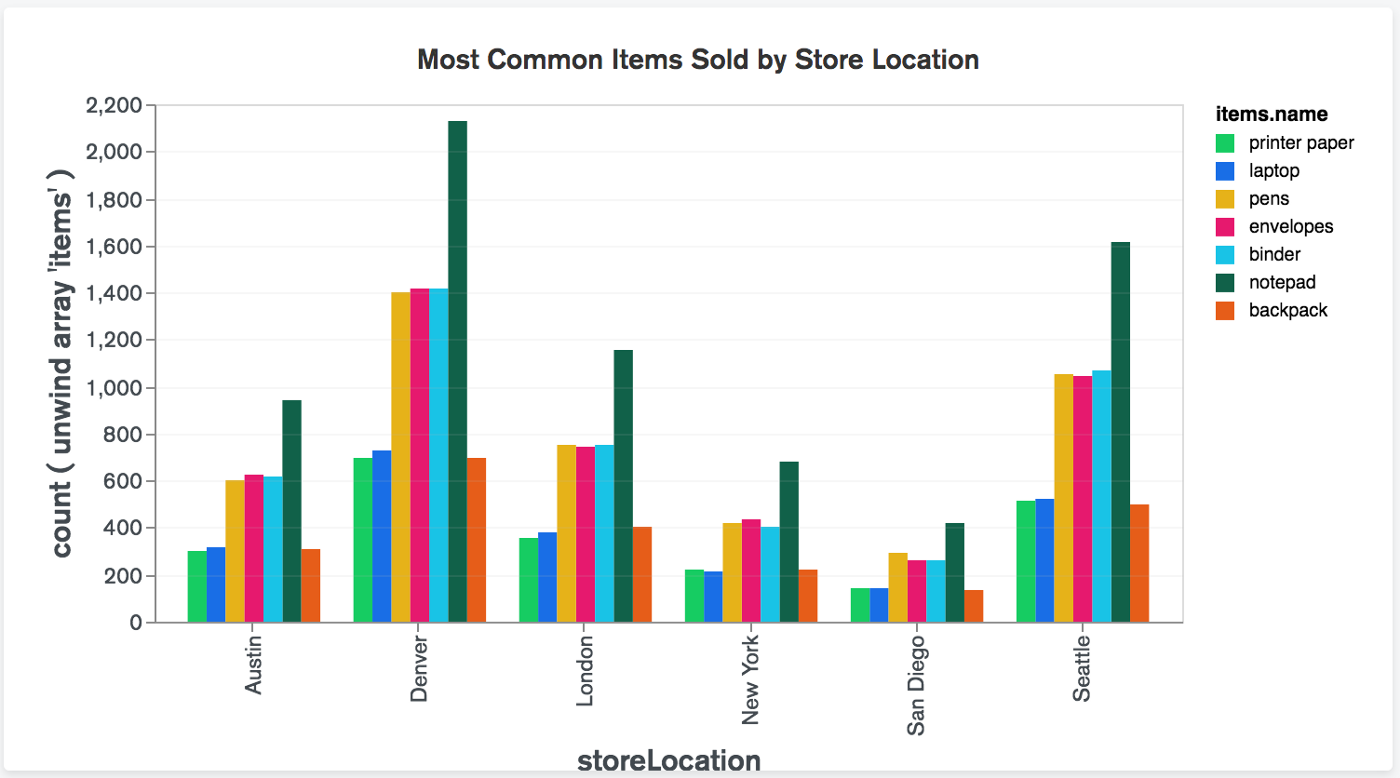 Most Common Items Sold by Store Location
count ( unwind array 'items' )
2,200
2,000
1,800
1,600
1,400
1,200
1,000
800
600
400
200
0
Austin
Denver
London
New York
San Diego
Seattle
storeLocation
items.name
printer paper
laptop
pens
envelopes
binder
notepad
backpack